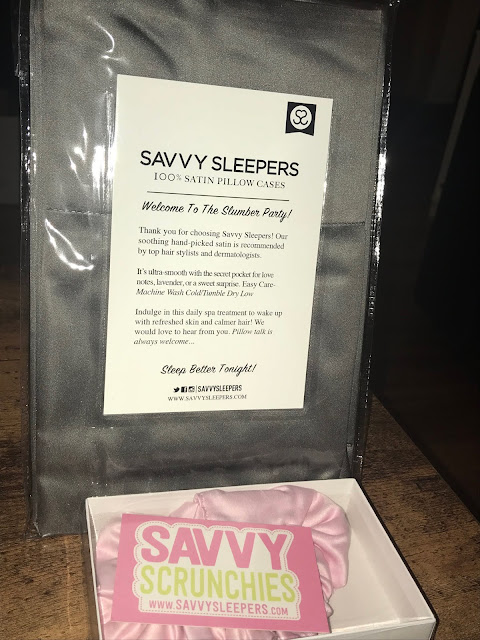 SAVVY SLEEPERS
100% SATIN PILLOW CASES
Welcome To The Slumber Party!
Thank you for choosing Savvy Sleepers! Our
soothing hand-picked satin is recommended
by top hair stylists and dermatologists.
It's ultra-smooth with the secret pocket for love
notes, lavender, or a sweet surprise. Easy Care-
Machine Wash Cold/Tumble Dry Low
Indulge in this daily spa treatment to wake up
with refreshed skin and calmer hair! We
would love to hear from you. Pillow talk is
always welcome...
Sleep Better Tonight!
|SAVVYSLEEPERS
WWW.SAVVYSLEEPERS.COM
SAVVY
SCRUNCHIES
WWW.SAVVYSLEEPERS.COM